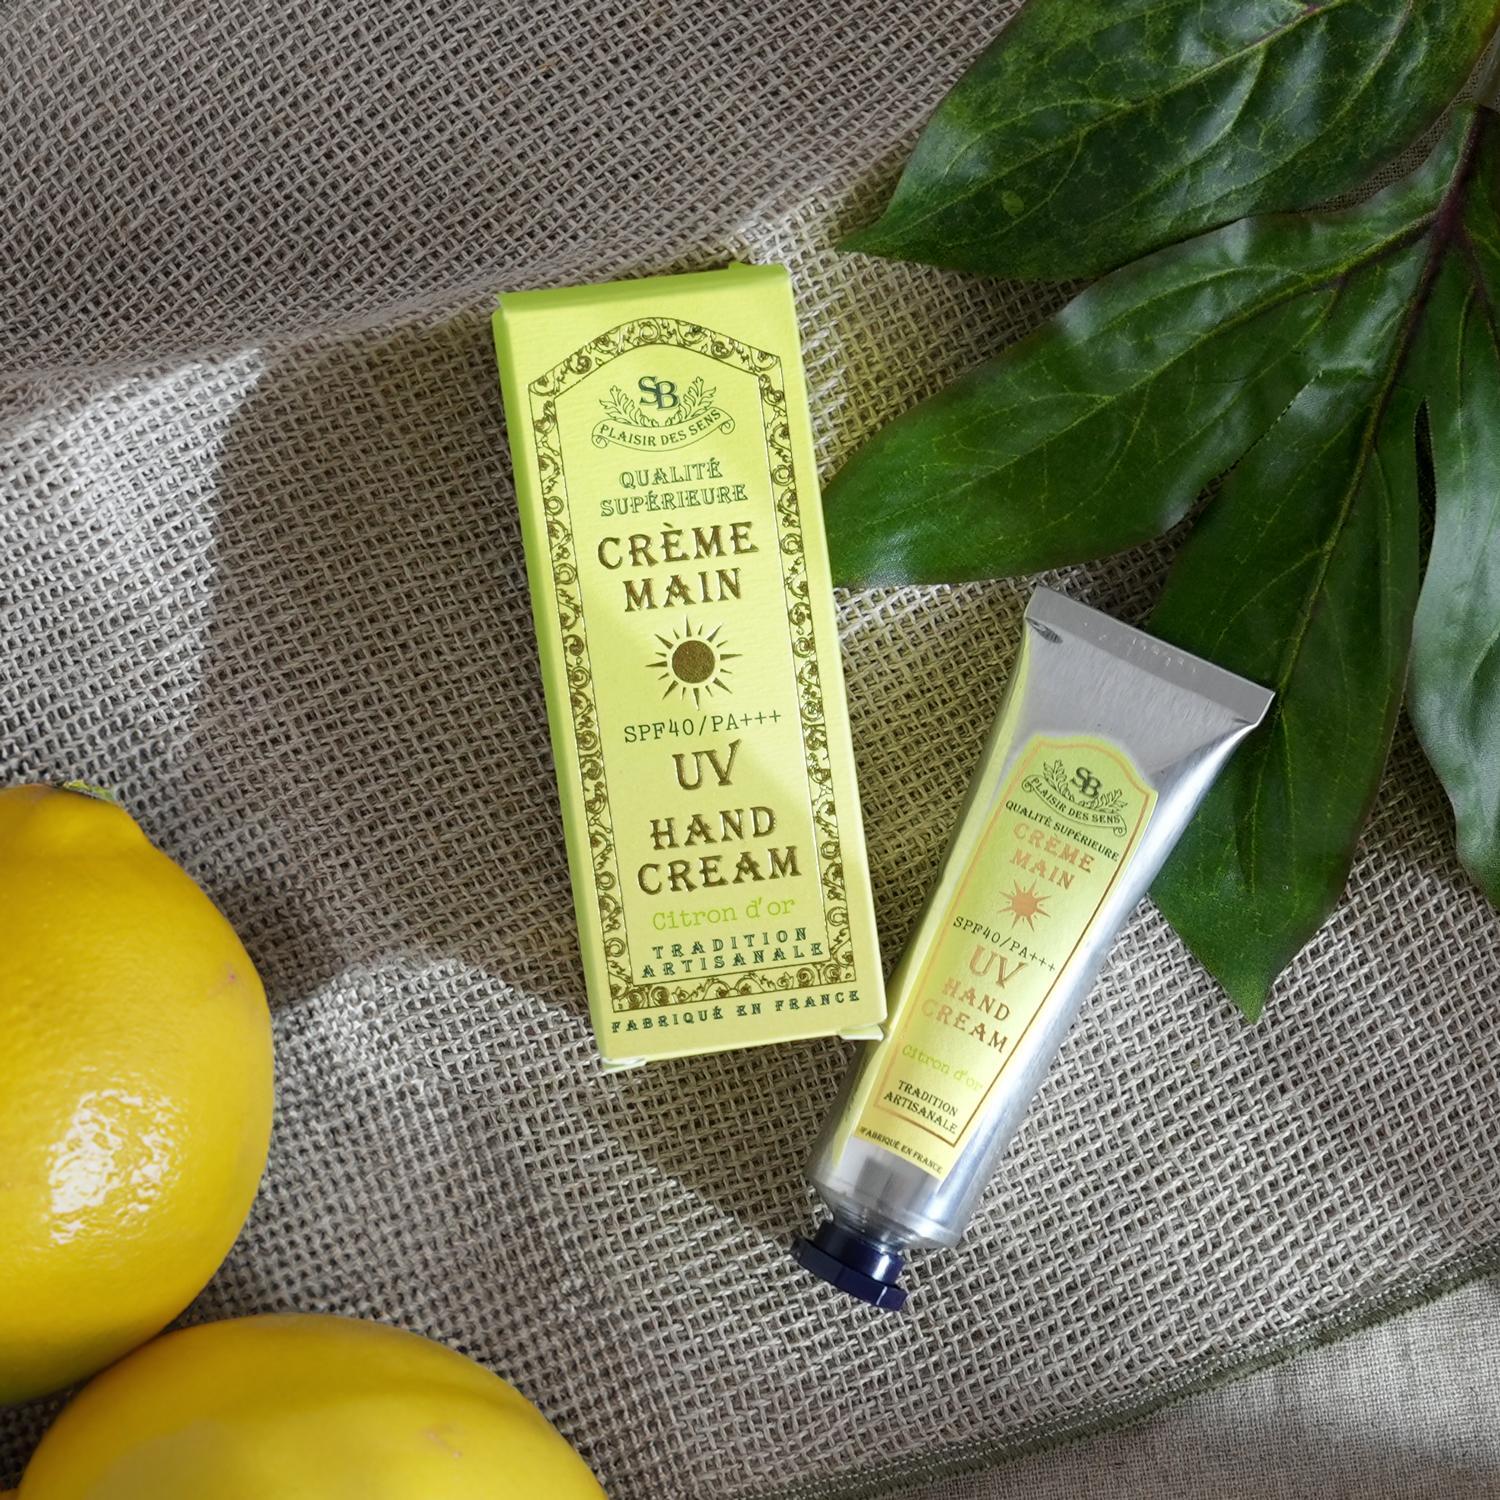 SB
PLAISIR DES SENS
QUALITÉ
SUPÉRIEURE
CRÈME
MAIN
SPF40/PA+++
UV
HAND
CREAM
Citron d'or
TRADITION
ARTISANALE
FABRIQUÉ EN FRANCE
SB
PLAISIR DES SENS
QUALITÉ SUPÉRIEURE
CRÈME
MAIN
SPF40/PA+++
UV
HAND
CREAM
Citron d'or
TRADITION
ARTISANALE
FABRIQUÉ EN FRANCE